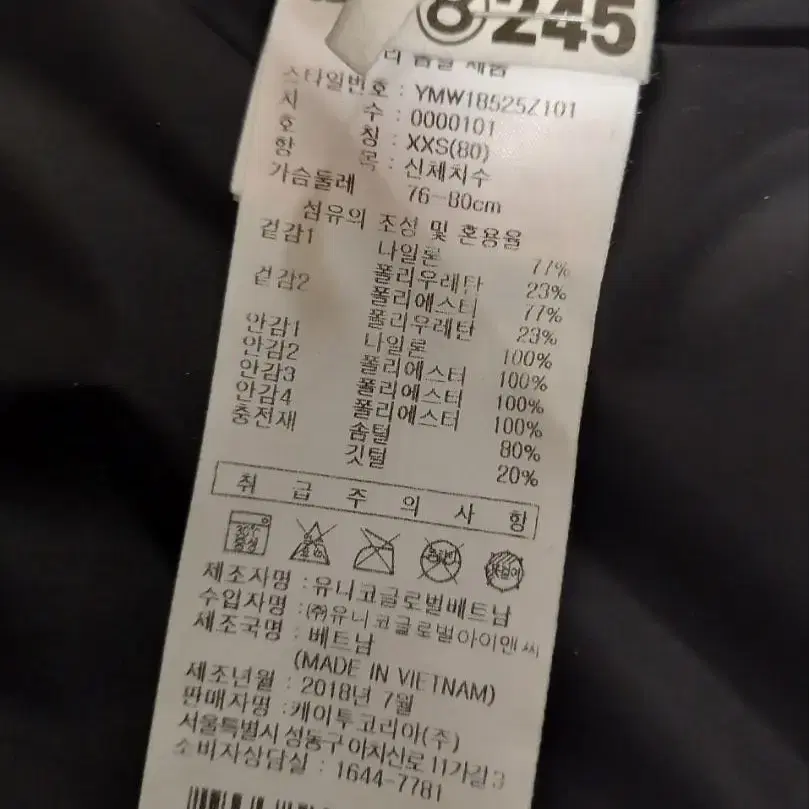 ⑧245
스타일번호 : YMW18525Z101
치 수 : 0000101
호 칭 : XXS(80)
항 목 : 신체치수
가슴둘레 76-80cm
섬유의 조성 및 혼용율
겉감1 나일론 77%
폴리우레탄 23%
겉감2 폴리에스터 77%
폴리우레탄 23%
안감1 나일론 100%
안감2 폴리에스터 100%
안감3 폴리에스터 100%
안감4 폴리에스터 100%
충전재 솜털 80%
깃털 20%
취 급 주 의 사 항
제조자명 : 유니코글로벌베트남
수입자명 : (주)유니코글로벌아이앤씨
제조국명 : 베트남
(MADE IN VIETNAM)
제조년월 : 2018년 7월
판매자명 : 케이투코리아(주)
서울특별시 성동구 아차산로11가길 3
소비자상담실 : 1644-7781